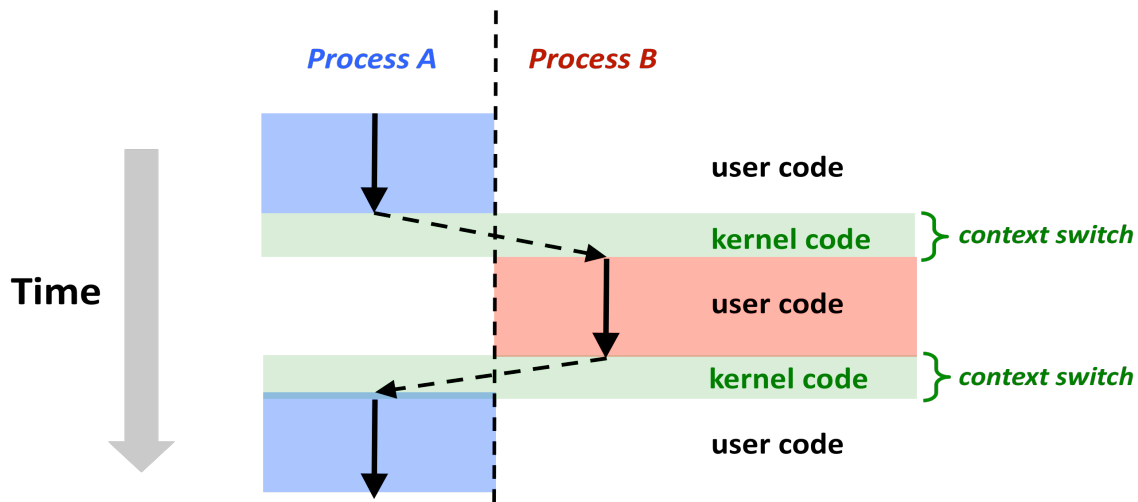 Process A
Process B
user code
kernel code
context switch
Time
user code
kernel code
context switch
user code